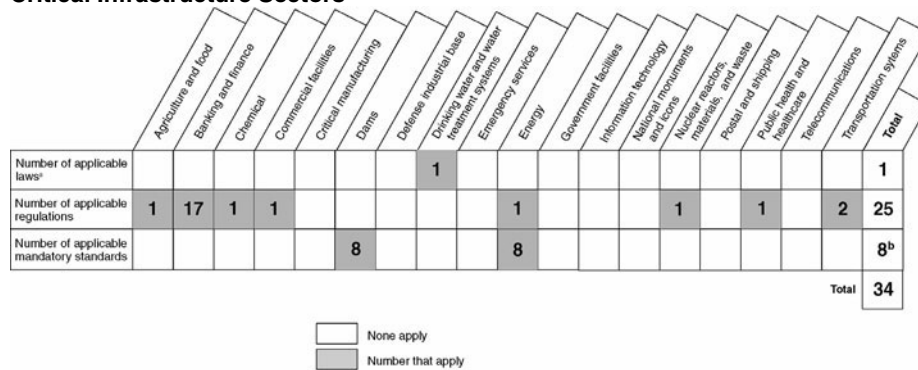 Critical Infrastructure Sectors
Agriculture and food
Banking and finance
Chemical
Commercial facilities
Critical manufacturing
Dams
Defense industrial base
Drinking water and water
treatment systems
Emergency services
Energy
Government facilities
Information technology
National monuments
and icons
Nuclear reactors,
materials, and waste
Postal and shipping
Public health and
healthcare
Telecommunications
Transportation sytems
Total
Number of applicable
lawsᵃ
1
1
Number of applicable
regulations
1 17 1 1 1 1 1 2 25
Number of applicable
mandatory standards
8 8 8ᵇ
Total 34
None apply
Number that apply